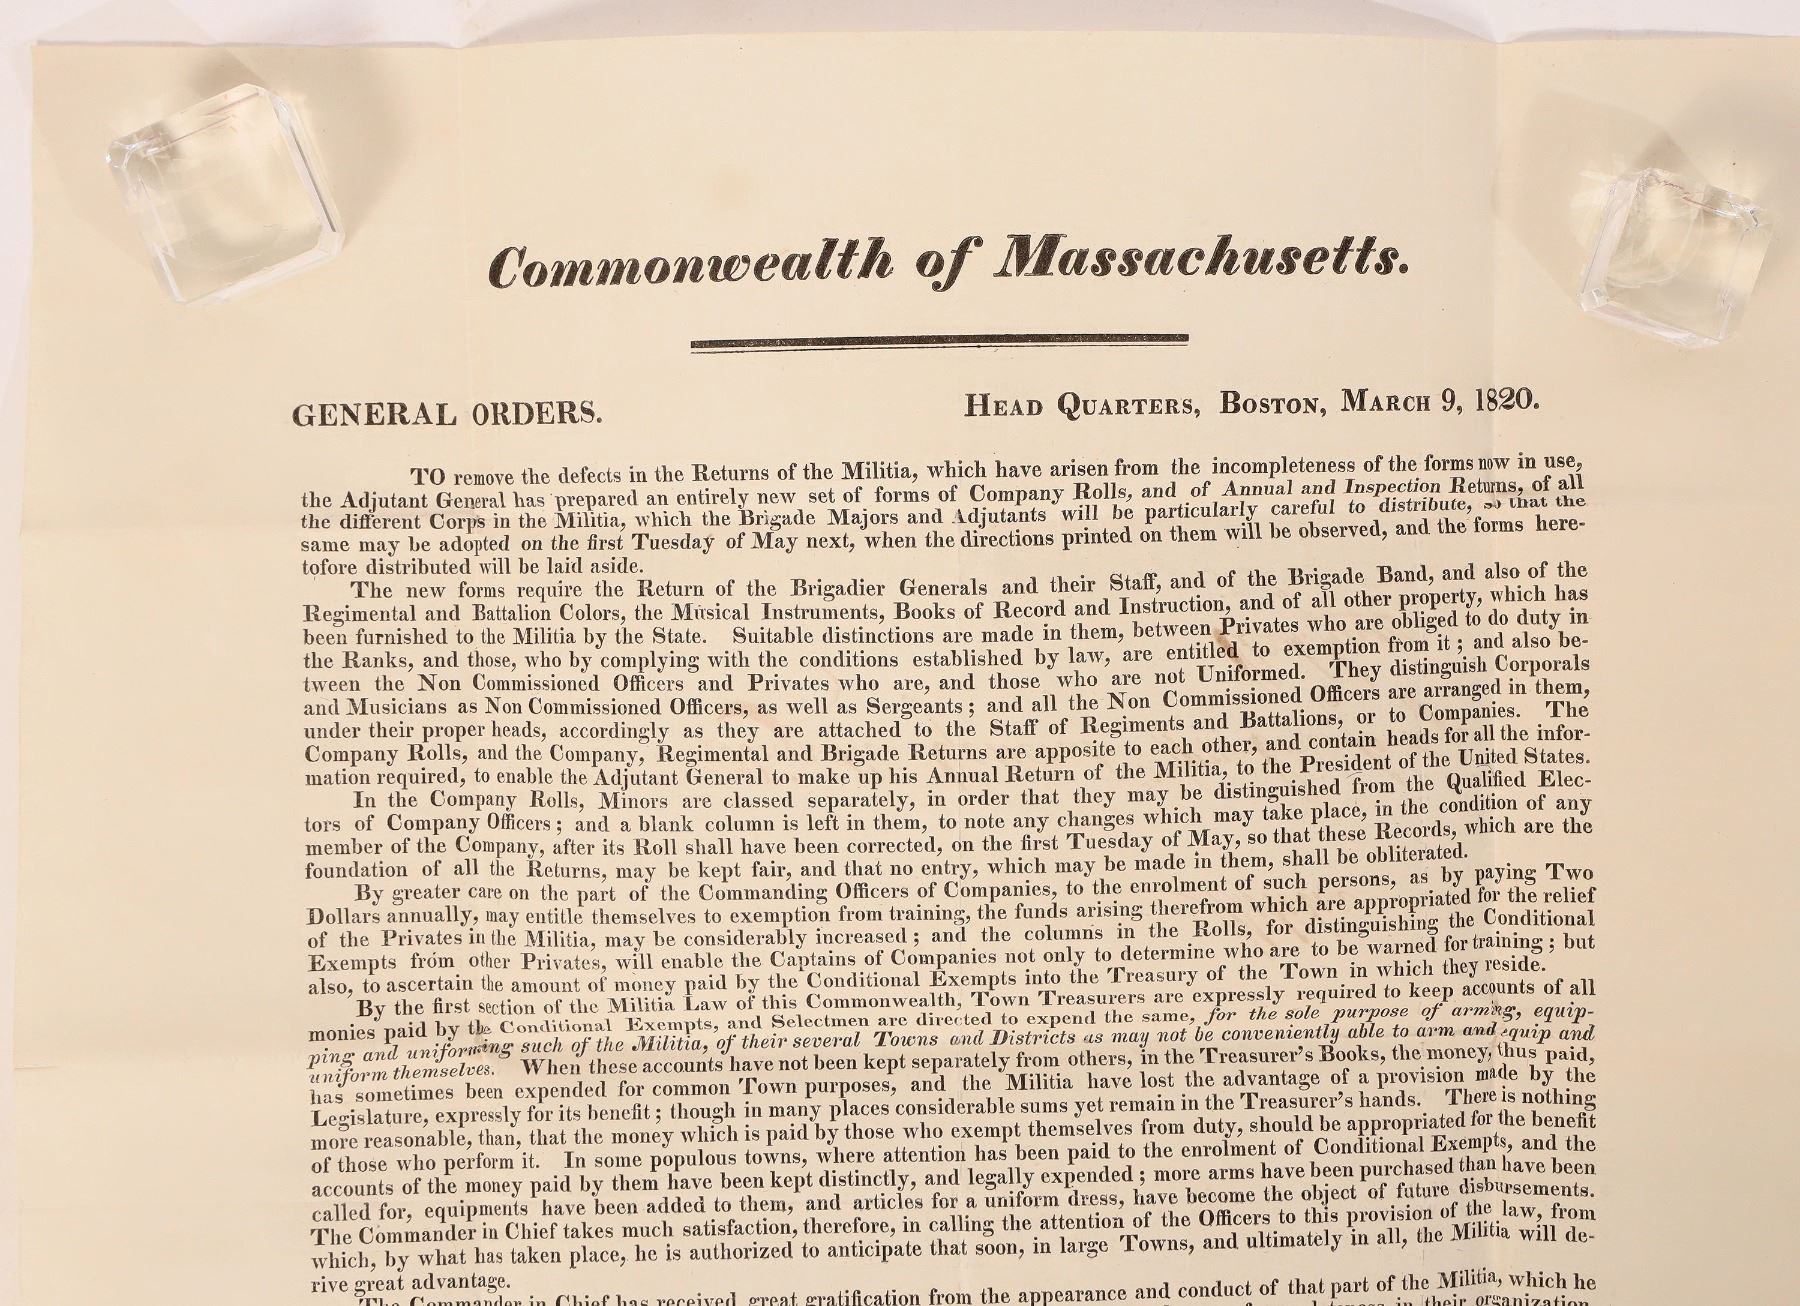 Commonwealth of Massachusetts.
GENERAL ORDERS.
HEAD QUARTERS, BOSTON, MARCH 9, 1820.
TO remove the defects in the Returns of the Militia, which have arisen from the incompleteness of the forms now in use,
the Adjutant General has prepared an entirely new set of forms of Company Rolls, and of Annual and Inspection Returns, of all
the different Corps in the Militia, which the Brigade Majors and Adjutants will be particularly careful to distribute, so that the
same may be adopted on the first Tuesday of May next, when the directions printed on them will be observed, and the forms here-
tofore distributed will be laid aside.
The new forms require the Return of the Brigadier Generals and their Staff, and of the Brigade Band, and also of the
Regimental and Battalion Colors, the Musical Instruments, Books of Record and Instruction, and of all other property, which has
been furnished to the Militia by the State. Suitable distinctions are made in them, between Privates who are obliged to do duty in
the Ranks, and those, who by complying with the conditions established by law, are entitled to exemption from it; and also be-
tween the Non Commissioned Officers and Privates who are, and those who are not Uniformed. They distinguish Corporals
and Musicians as Non Commissioned Officers, as well as Sergeants; and all the Non Commissioned Officers are arranged in them,
under their proper heads, accordingly as they are attached to the Staff of Regiments and Battalions, or to Companies. The
Company Rolls, and the Company, Regimental and Brigade Returns are apposite to each other, and contain heads for all the infor-
mation required, to enable the Adjutant General to make up his Annual Return of the Militia, to the President of the United States.
In the Company Rolls, Minors are classed separately, in order that they may be distinguished from the Qualified Elec-
tors of Company Officers; and a blank column is left in them, to note any changes which may take place, in the condition of any
member of the Company, after its Roll shall have been corrected, on the first Tuesday of May, so that these Records, which are the
foundation of all the Returns, may be kept fair, and that no entry, which may be made in them, shall be obliterated.
By greater care on the part of the Commanding Officers of Companies, to the enrolment of such persons, as by paying Two
Dollars annually, may entitle themselves to exemption from training, the funds arising therefrom which are appropriated for the relief
of the Privates in the Militia, may be considerably increased; and the columns in the Rolls, for distinguishing the Conditional
Exempts from other Privates, will enable the Captains of Companies not only to determine who are to be warned for training; but
also, to ascertain the amount of money paid by the Conditional Exempts into the Treasury of the Town in which they reside.
By the first section of the Militia Law of this Commonwealth, Town Treasurers are expressly required to keep accounts of all
monies paid by the Conditional Exempts, and Selectmen are directed to expend the same, for the sole purpose of arming, equip-
ping and uniforming such of the Militia, of their several Towns and Districts as may not be conveniently able to arm and equip and
uniform themselves. When these accounts have not been kept separately from others, in the Treasurer's Books, the money, thus paid,
has sometimes been expended for common Town purposes, and the Militia have lost the advantage of a provision made by the
Legislature, expressly for its benefit; though in many places considerable sums yet remain in the Treasurer's hands. There is nothing
more reasonable, than, that the money which is paid by those who exempt themselves from duty, should be appropriated for the benefit
of those who perform it. In some populous towns, where attention has been paid to the enrolment of Conditional Exempts, and the
accounts of the money paid by them have been kept distinctly, and legally expended; more arms have been purchased than have been
called for, equipments have been added to them, and articles for a uniform dress, have become the object of future disbursements.
The Commander in Chief takes much satisfaction, therefore, in calling the attention of the Officers to this provision of the law, from
which, by what has taken place, he is authorized to anticipate that soon, in large Towns, and ultimately in all, the Militia will de-
rive great advantage.
The Commander in Chief has received great gratification from the appearance and conduct of that part of the Militia, which he
in their organization